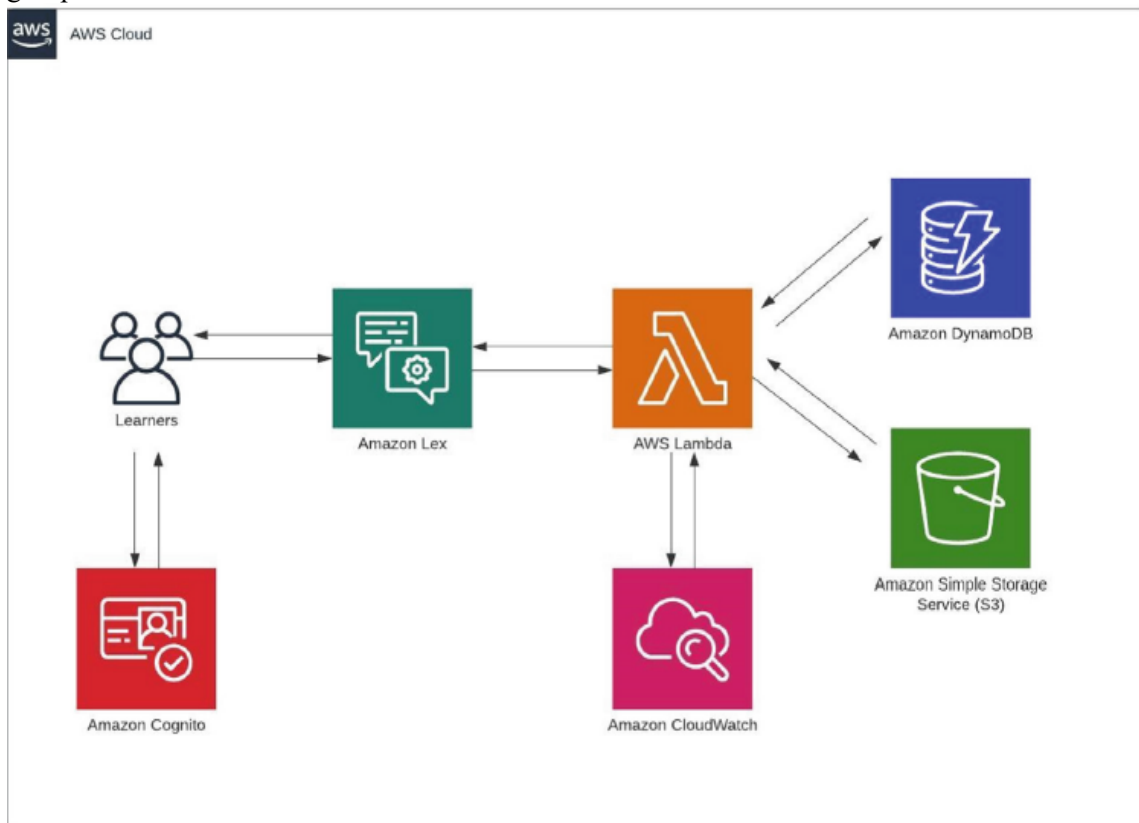 aws
AWS Cloud
Amazon DynamoDB
Learners
Amazon Lex
AWS Lambda
Amazon Simple Storage
Service (S3)
Amazon Cognito
Amazon CloudWatch